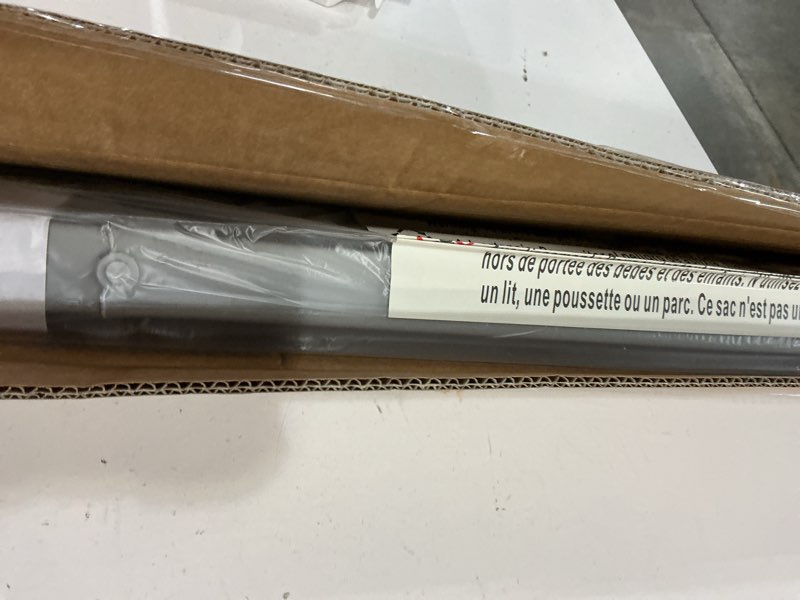 hors de portée des bébés et des enfants. N'utilisez
un lit, une poussette ou un parc. Ce sac n'est pas